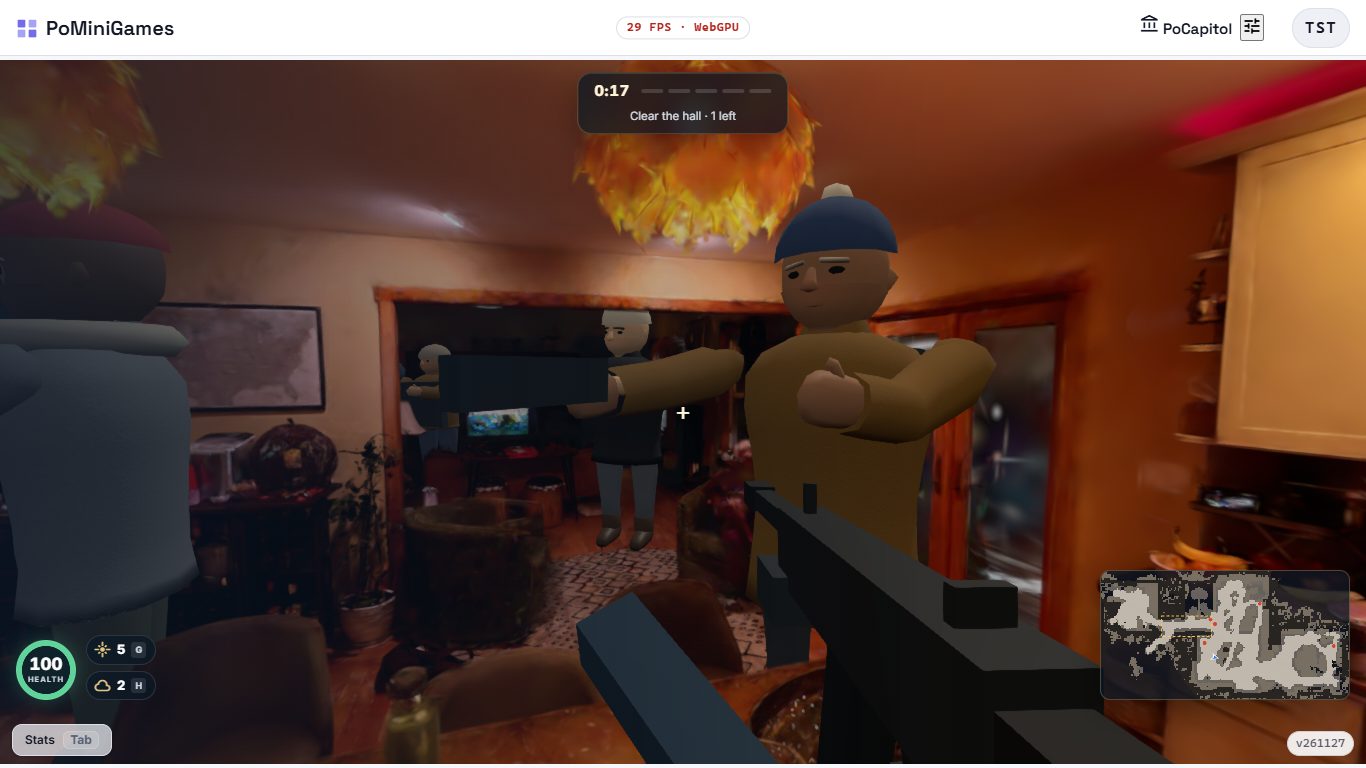 PoMiniGames
29 FPS · WebGPU
PoCapitol
TST
0:17
Clear the hall · 1 left
100
HEALTH
5 G
2 H
Stats Tab
v261127